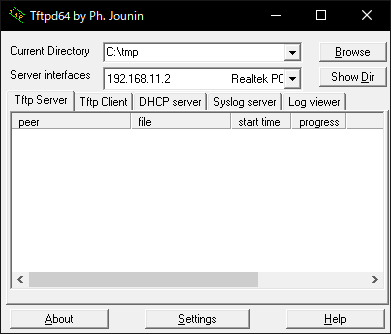 Tftpd64 by Ph. Jounin
Current Directory C:\tmp Browse
Server interfaces 192.168.11.2 Realtek PC Show Dir
Tftp Server Tftp Client DHCP server Syslog server Log viewer
peer file start time progress
About Settings Help